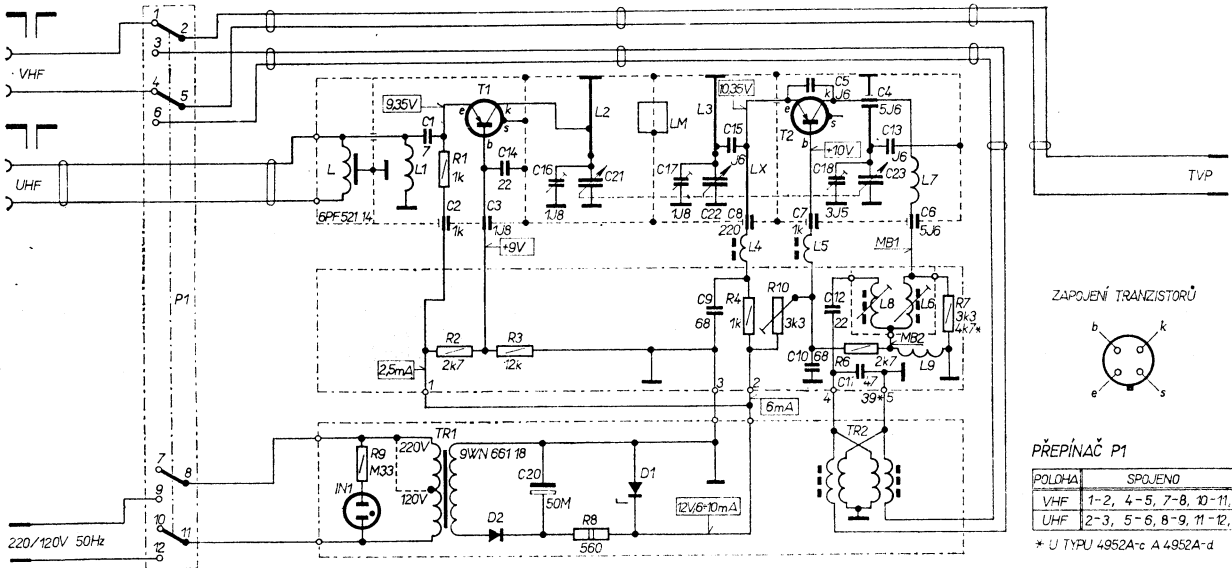 1
2
3
4
5
6
VHF
UHF
TVP
P1
T1
e
k
s
b
9,35V
C1
7
R1
1k
C14
22
L
L1
6PF 521 14
C2
1k
C3
1J8
+9V
L2
C16
1J8
C21
LM
L3
C17
1J8
C22
C15
J6
LX
10,35V
C5
J6
C4
5J6
T2
e
k
s
b
+10V
C13
J6
C18
3J5
C23
L7
C8
220
L4
C7
1k
L5
C6
5J6
MB1
C9
68
R4
1k
R10
3k3
C12
22
L8
L6
R7
3k3
4k7*
MB2
R2
2k7
R3
12k
2,5mA
C10
68
R6
2k7
L9
C11
47
39*
1
3
2
4
5
6mA
ZAPOJENÍ TRANZISTORŮ
b
k
e
s
7
8
9
10
11
12
220/120V 50Hz
R9
M33
IN1
220V
120V
TR1
9WN 661 18
C20
50M
D1
D2
R8
560
12V,6-10mA
TR2
PŘEPÍNAČ P1
POLOHA SPOJENO
VHF 1-2, 4-5, 7-8, 10-11,
UHF 2-3, 5-6, 8-9, 11-12,
* U TYPU 4952A-c A 4952A-d